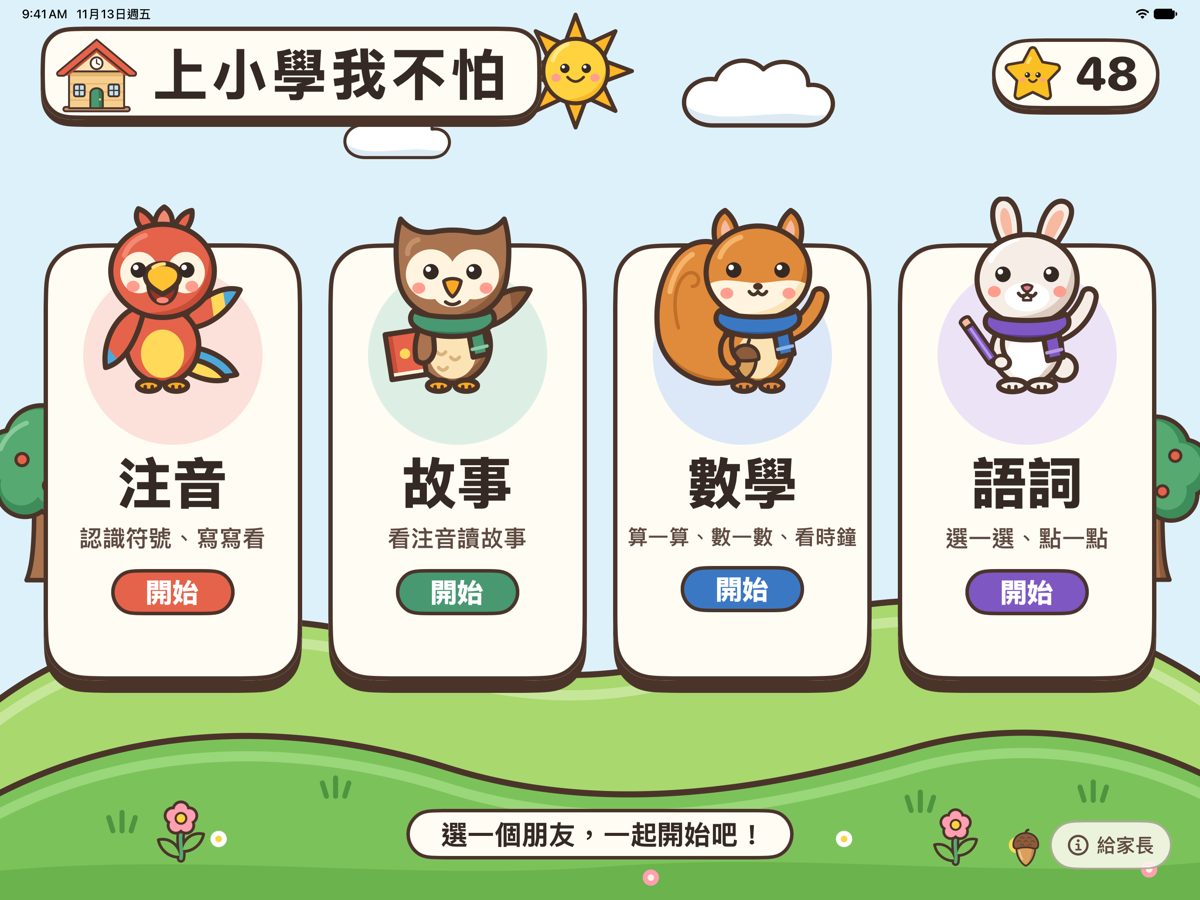 9:41 AM 11月13日週五
上小學我不怕
48
注音
認識符號、寫寫看
開始
故事
看注音讀故事
開始
數學
算一算、數一數、看時鐘
開始
語詞
選一選、點一點
開始
選一個朋友，一起開始吧！
給家長